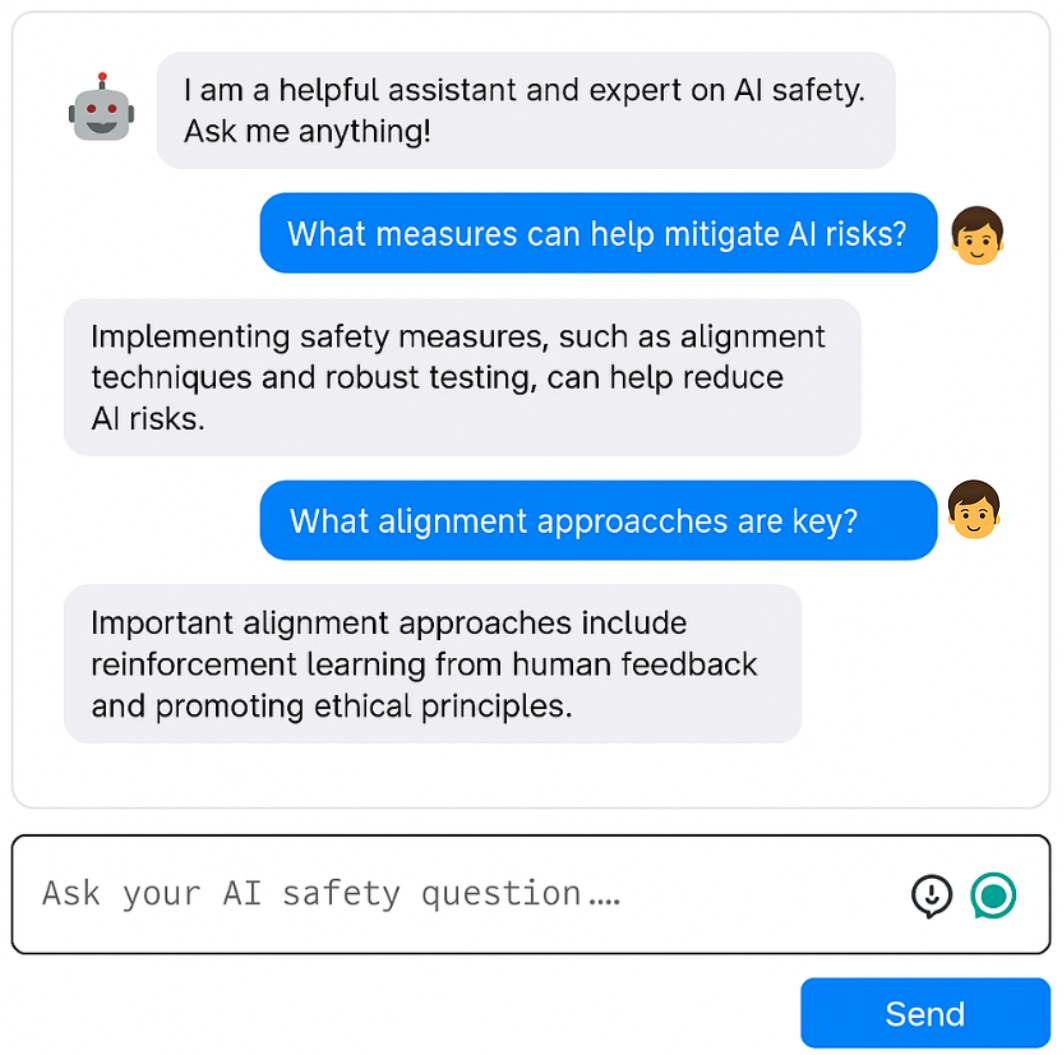 I am a helpful assistant and expert on AI safety.
Ask me anything!
What measures can help mitigate AI risks?
Implementing safety measures, such as alignment
techniques and robust testing, can help reduce
AI risks.
What alignment approacches are key?
Important alignment approaches include
reinforcement learning from human feedback
and promoting ethical principles.
Ask your AI safety question....
Send